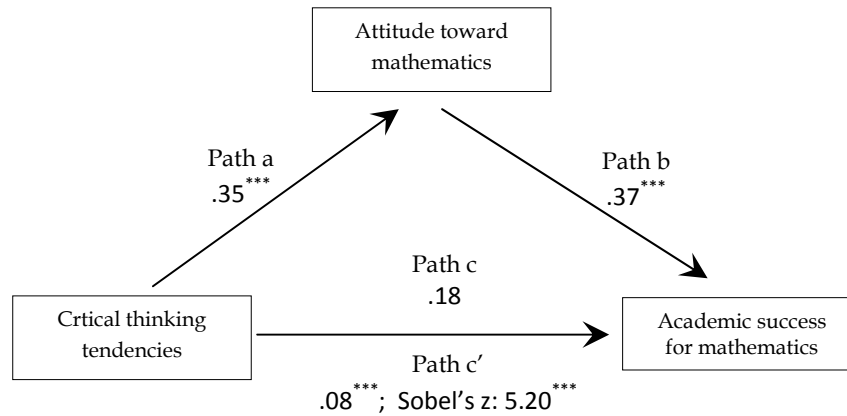 Attitude toward
mathematics
Path a
.35***
Path b
.37***
Path c
.18
Crtical thinking
tendencies
Academic success
for mathematics
Path c’
.08***; Sobel’s z: 5.20***